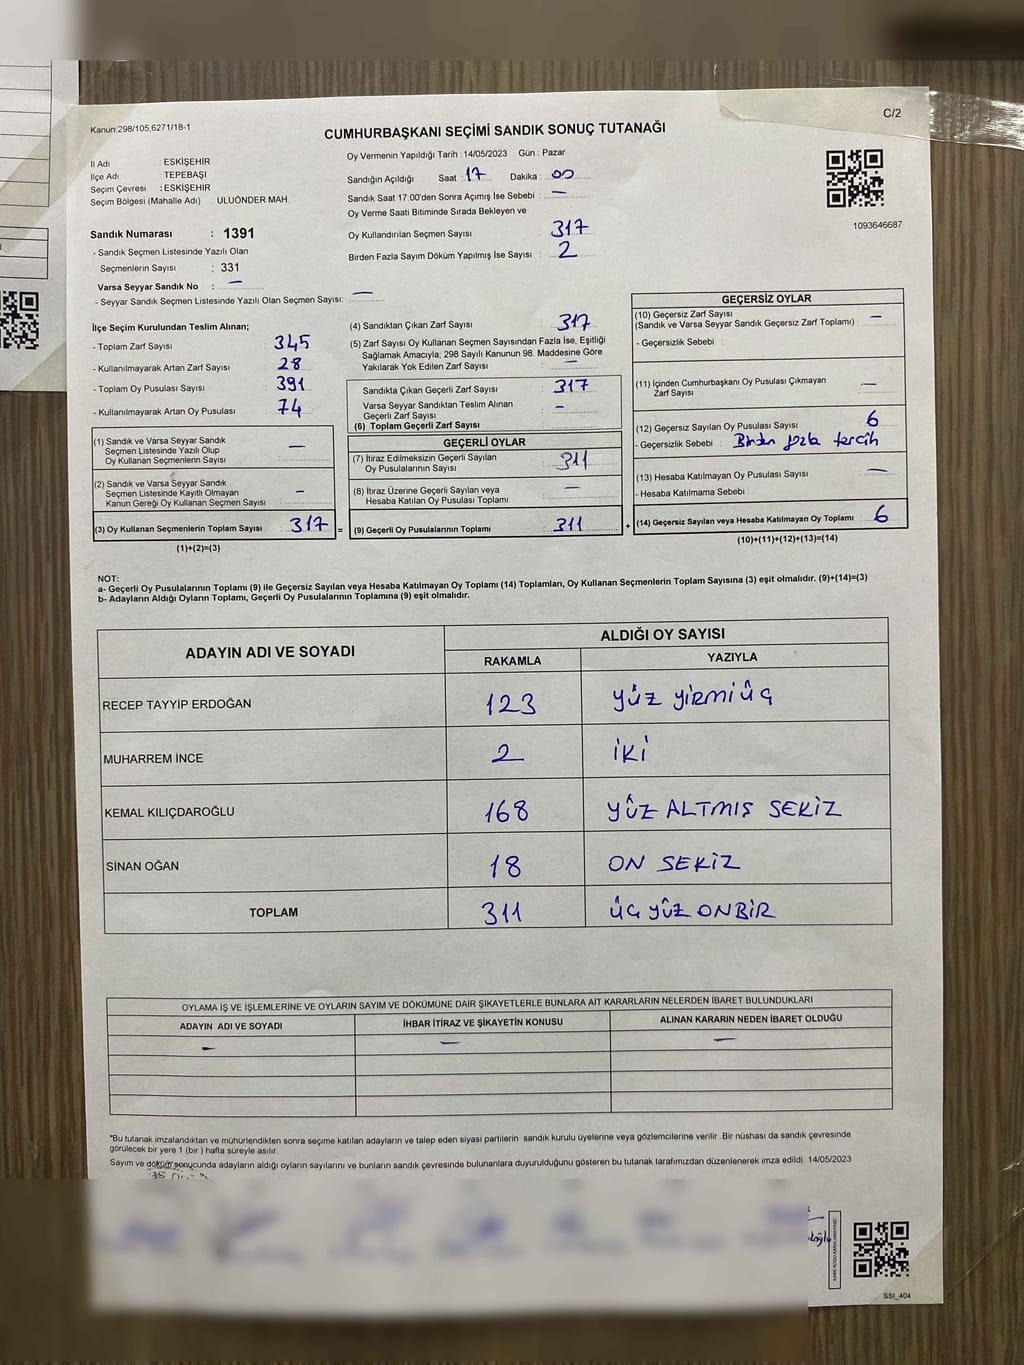 Kanun;298/105,6271/18-1
C/2
CUMHURBAŞKANI SEÇİMİ SANDIK SONUÇ TUTANAĞI
İl Adı : ESKİŞEHİR
İlçe Adı : TEPEBAŞI
Seçim Çevresi : ESKİŞEHİR
Seçim Bölgesi (Mahalle Adı) : ULUÖNDER MAH.
Sandık Numarası : 1391
- Sandık Seçmen Listesinde Yazılı Olan
Seçmenlerin Sayısı : 331
Varsa Seyyar Sandık No : —
- Seyyar Sandık Seçmen Listesinde Yazılı Olan Seçmen Sayısı: —
Oy Vermenin Yapıldığı Tarih : 14/05/2023 Gün : Pazar
Sandığın Açıldığı Saat : 17 Dakika : 00
Sandık Saat 17:00'den Sonra Açımış İse Sebebi : —
Oy Verme Saati Bitiminde Sırada Bekleyen ve
Oy Kullandırılan Seçmen Sayısı 317
Birden Fazla Sayım Döküm Yapılmış İse Sayısı : 2
1093646687
İlçe Seçim Kurulundan Teslim Alınan;
- Toplam Zarf Sayısı : 345
- Kullanılmayarak Artan Zarf Sayısı : 28
- Toplam Oy Pusulası Sayısı : 391
- Kullanılmayarak Artan Oy Pusulası : 74
(1) Sandık ve Varsa Seyyar Sandık
Seçmen Listesinde Yazılı Olup
Oy Kullanan Seçmenlerin Sayısı : —
(2) Sandık ve Varsa Seyyar Sandık
Seçmen Listesinde Kayıtlı Olmayan
Kanun Gereği Oy Kullanan Seçmen Sayısı : —
(3) Oy Kullanan Seçmenlerin Toplam Sayısı : 317 =
(1)+(2)=(3)
(4) Sandıktan Çıkan Zarf Sayısı : 317
(5) Zarf Sayısı Oy Kullanan Seçmen Sayısından Fazla İse, Eşitliği
Sağlamak Amacıyla, 298 Sayılı Kanunun 98. Maddesine Göre
Yakılarak Yok Edilen Zarf Sayısı : —
Sandıkta Çıkan Geçerli Zarf Sayısı : 317
Varsa Seyyar Sandıktan Teslim Alınan
Geçerli Zarf Sayısı : —
(6) Toplam Geçerli Zarf Sayısı :
GEÇERLİ OYLAR
(7) İtiraz Edilmeksizin Geçerli Sayılan
Oy Pusulalarının Sayısı : 311
(8) İtiraz Üzerine Geçerli Sayılan veya
Hesaba Katılan Oy Pusulası Toplamı : —
(9) Geçerli Oy Pusulalarının Toplamı : 311 +
GEÇERSİZ OYLAR
(10) Geçersiz Zarf Sayısı
(Sandık ve Varsa Seyyar Sandık Geçersiz Zarf Toplamı) : —
- Geçersizlik Sebebi :
(11) İçinden Cumhurbaşkanı Oy Pusulası Çıkmayan
Zarf Sayısı : —
(12) Geçersiz Sayılan Oy Pusulası Sayısı : 6
- Geçersizlik Sebebi : Birden fazla tercih
(13) Hesaba Katılmayan Oy Pusulası Sayısı : —
- Hesaba Katılmama Sebebi :
(14) Geçersiz Sayılan veya Hesaba Katılmayan Oy Toplamı : 6
(10)+(11)+(12)+(13)=(14)
NOT:
a- Geçerli Oy Pusulalarının Toplamı (9) ile Geçersiz Sayılan veya Hesaba Katılmayan Oy Toplamı (14) Toplamları, Oy Kullanan Seçmenlerin Toplam Sayısına (3) eşit olmalıdır. (9)+(14)=(3)
b- Adayların Aldığı Oyların Toplamı, Geçerli Oy Pusulalarının Toplamına (9) eşit olmalıdır.
ADAYIN ADI VE SOYADI ALDIĞI OY SAYISI
RAKAMLA YAZIYLA
RECEP TAYYİP ERDOĞAN 123 yüz yirmi üç
MUHARREM İNCE 2 iki
KEMAL KILIÇDAROĞLU 168 yüz ALTMIŞ SEKİZ
SİNAN OĞAN 18 ON SEKİZ
TOPLAM 311 üç yüz ONBİR
OYLAMA İŞ VE İŞLEMLERİNE VE OYLARIN SAYIM VE DÖKÜMÜNE DAİR ŞİKAYETLERLE BUNLARA AİT KARARLARIN NELERDEN İBARET BULUNDUKLARI
ADAYIN ADI VE SOYADI İHBAR İTİRAZ VE ŞİKAYETİN KONUSU ALINAN KARARIN NEDEN İBARET OLDUĞU
— — —
*Bu tutanak imzalandıktan ve mühürlendikten sonra seçime katılan adayların ve talep eden siyasi partilerin sandık kurulu üyelerine veya gözlemcilerine verilir. Bir nüshası da sandık çevresinde
görülecek bir yere 1 (bir) hafta süreyle asılır.
Sayım ve döküm sonucunda adayların aldığı oyların sayılarını ve bunların sandık çevresinde bulunanlara duyurulduğunu gösteren bu tutanak tarafımızdan düzenlenerek imza edildi. 14/05/2023
SSI_404